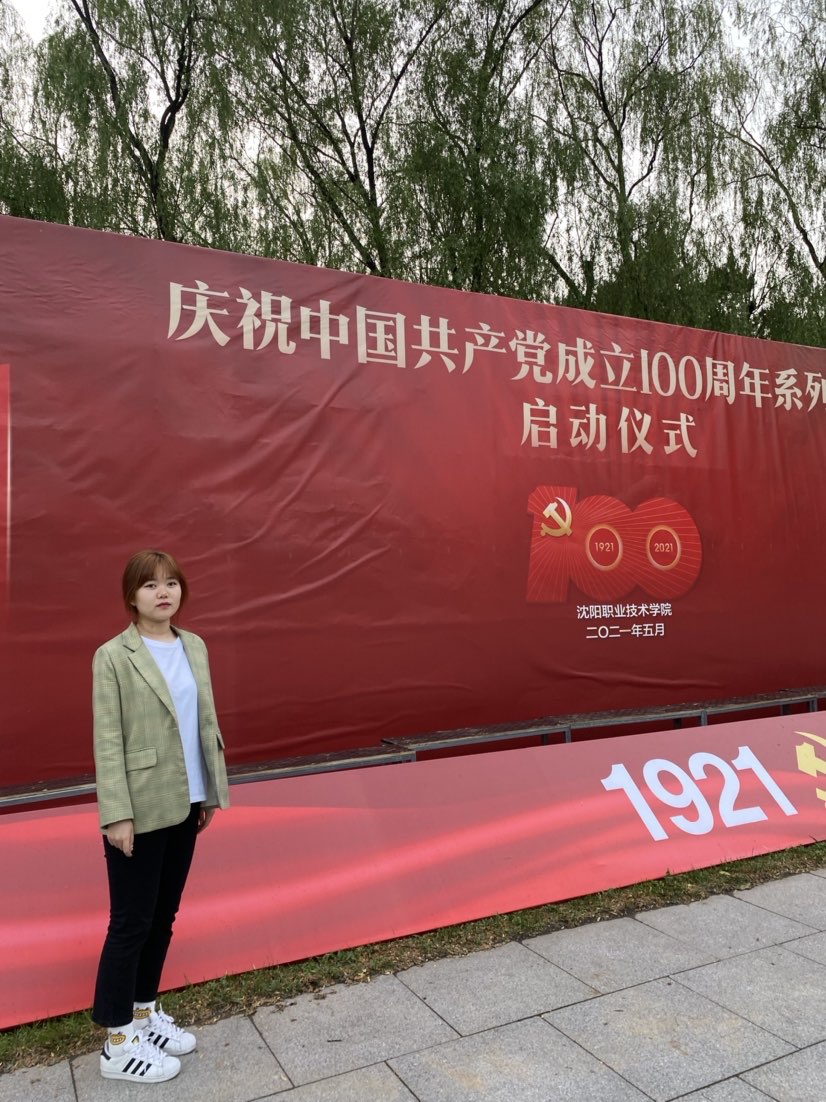 庆祝中国共产党成立100周年系列
启动仪式
1921
2021
沈阳职业技术学院
二〇二一年五月
1921